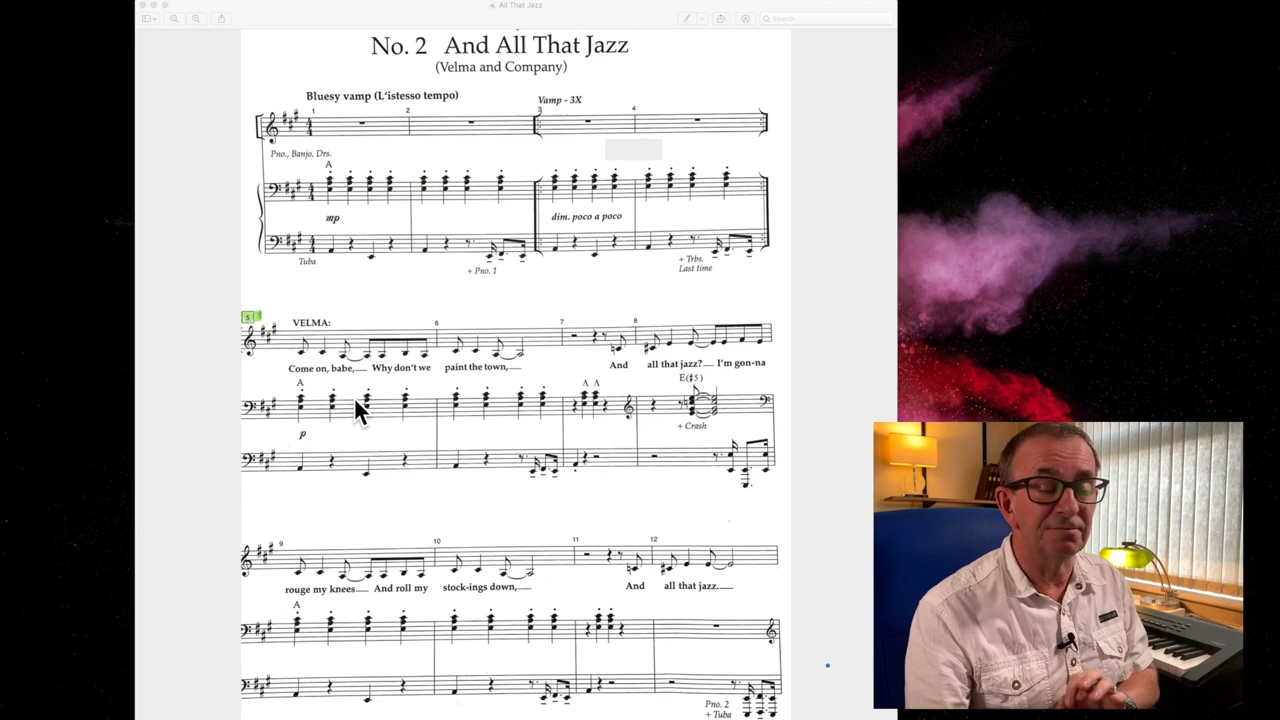 All That Jazz
Search
No. 2 And All That Jazz
(Velma and Company)
Bluesy vamp (L'istesso tempo)
Vamp - 3X
1 2 3 4
Pno., Banjo, Drs.
A
mp
dim. poco a poco
Tuba
+ Pno. 1
+ Trbs.
Last time
5
VELMA:
6 7 8
Come on, babe, Why don't we paint the town, And all that jazz? I'm gon-na
A
E(♯5)
p
+ Crash
9 10 11 12
rouge my knees And roll my stock-ings down, And all that jazz.
A
Pno. 2
+ Tuba